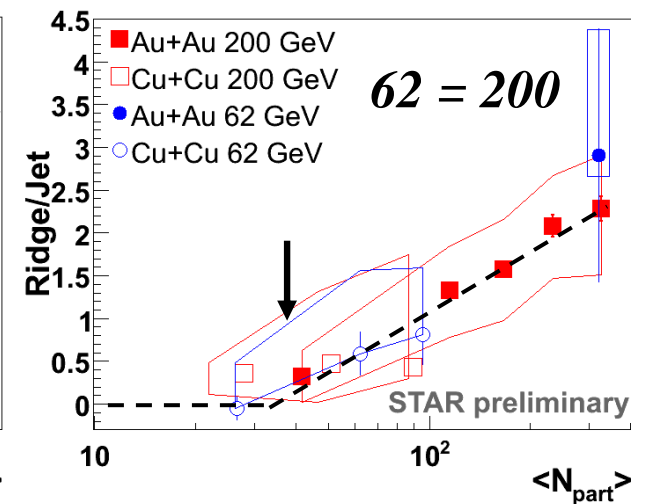 4.5
4
3.5
3
2.5
2
1.5
1
0.5
0
Ridge/Jet
Au+Au 200 GeV
Cu+Cu 200 GeV
Au+Au 62 GeV
Cu+Cu 62 GeV
62 = 200
STAR preliminary
10
10²
<N_part>